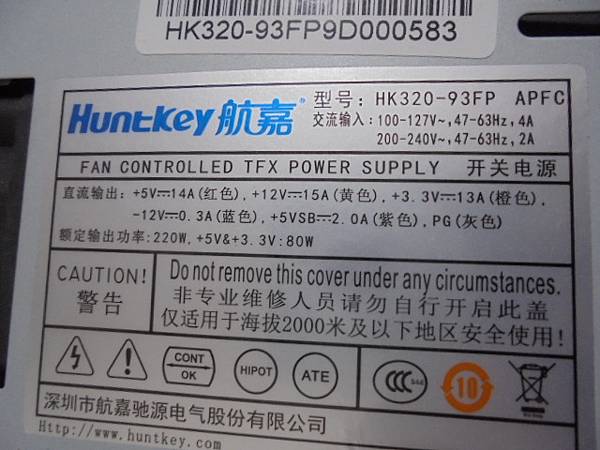 HK320-93FP9D000583
Huntkey航嘉® 型号: HK320-93FP APFC
交流输入: 100-127V~,47-63Hz,4A
200-240V~,47-63Hz,2A
FAN CONTROLLED TFX POWER SUPPLY 开关电源
直流输出: +5V⎓14A(红色),+12V⎓15A(黄色),+3.3V⎓13A(橙色),
-12V⎓0.3A(蓝色),+5VSB⎓2.0A(紫色),PG(灰色)
额定输出功率:220W,+5V&+3.3V:80W
CAUTION! 警告
Do not remove this cover under any circumstances.
非专业维修人员请勿自行开启此盖
仅适用于海拔2000米及以下地区安全使用!
CONT OK
HIPOT
ATE
CCC
10
深圳市航嘉驰源电气股份有限公司
Http://www.huntkey.com